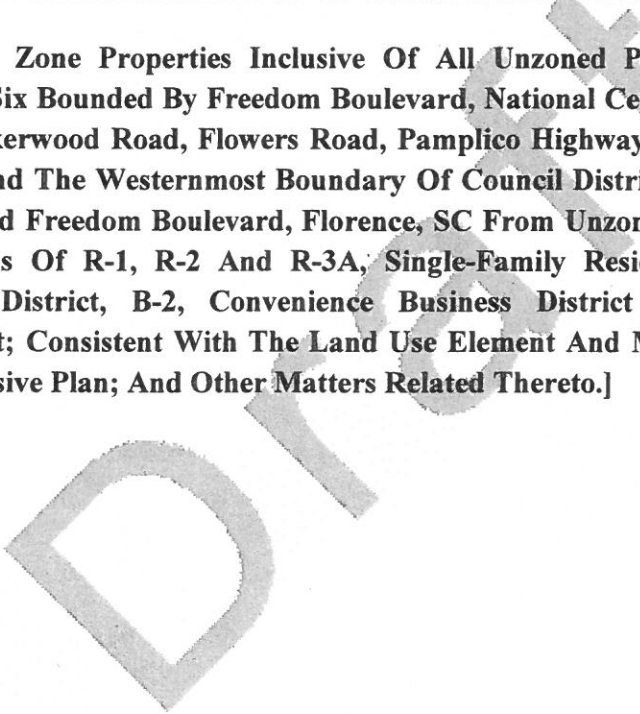 Zone Properties Inclusive Of All Unzoned P
Six Bounded By Freedom Boulevard, National Ce
kerwood Road, Flowers Road, Pamplico Highway
nd The Westernmost Boundary Of Council Distri
d Freedom Boulevard, Florence, SC From Unzon
s Of R-1, R-2 And R-3A, Single-Family Resi
District, B-2, Convenience Business District
t; Consistent With The Land Use Element And M
sive Plan; And Other Matters Related Thereto.]
Draft